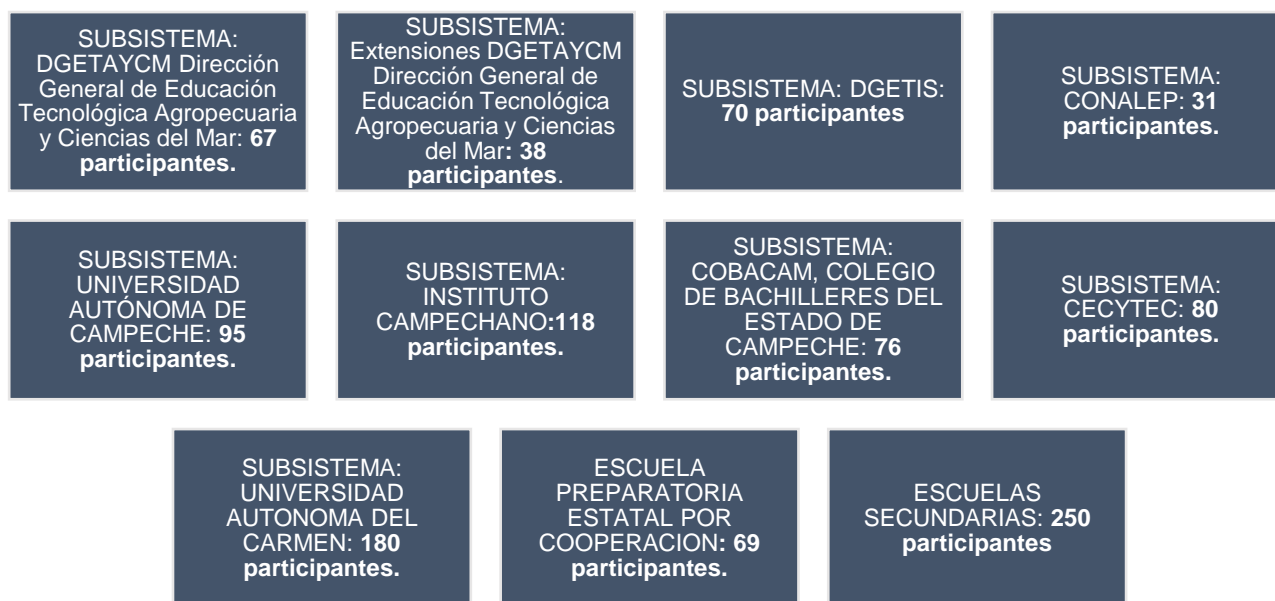 SUBSISTEMA:
DGETAYCM Dirección
General de Educación
Tecnológica Agropecuaria
y Ciencias del Mar: 67
participantes.
SUBSISTEMA:
Extensiones DGETAYCM
Dirección General de
Educación Tecnológica
Agropecuaria y Ciencias
del Mar: 38
participantes.
SUBSISTEMA: DGETIS:
70 participantes
SUBSISTEMA:
CONALEP: 31
participantes.
SUBSISTEMA:
UNIVERSIDAD
AUTÓNOMA DE
CAMPECHE: 95
participantes.
SUBSISTEMA:
INSTITUTO
CAMPECHANO:118
participantes.
SUBSISTEMA:
COBACAM, COLEGIO
DE BACHILLERES DEL
ESTADO DE
CAMPECHE: 76
participantes.
SUBSISTEMA:
CECYTEC: 80
participantes.
SUBSISTEMA:
UNIVERSIDAD
AUTONOMA DEL
CARMEN: 180
participantes.
ESCUELA
PREPARATORIA
ESTATAL POR
COOPERACION: 69
participantes.
ESCUELAS
SECUNDARIAS: 250
participantes